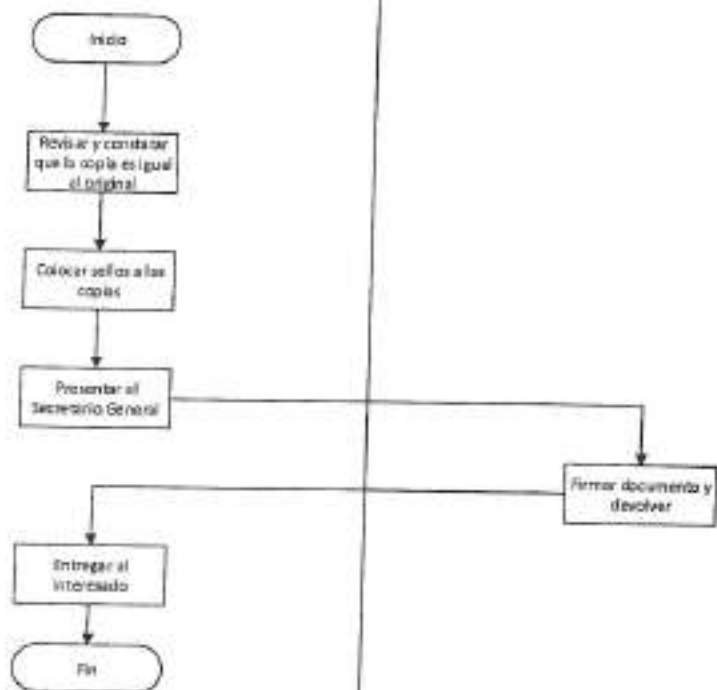 Inicio
Revisar y constatar
que la copia es igual
al original
Colocar sellos a las
copias
Presentar al
Secretario General
Firmar documento y
devolver
Entregar al
interesado
Fin